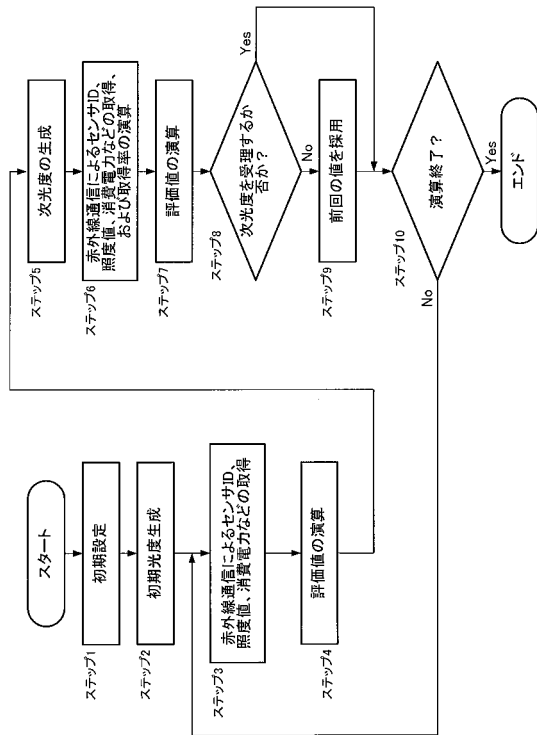 スタート
ステップ1
初期設定
ステップ2
初期光度生成
ステップ3
赤外線通信によるセンサID、
照度値、消費電力などの取得
ステップ4
評価値の演算
ステップ5
次光度の生成
ステップ6
赤外線通信によるセンサID、
照度値、消費電力などの取得、
および取得率の演算
ステップ7
評価値の演算
ステップ8
次光度を受理するか
否か？
Yes
No
ステップ9
前回の値を採用
ステップ10
演算終了？
No
Yes
エンド